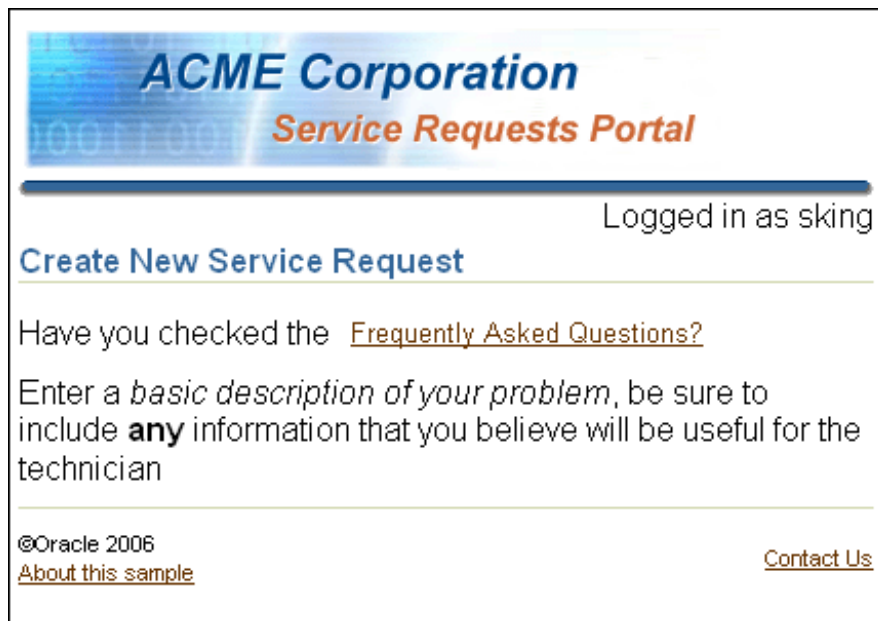 ACME Corporation
Service Requests Portal
Logged in as sking
Create New Service Request
Have you checked the Frequently Asked Questions?
Enter a basic description of your problem, be sure to
include any information that you believe will be useful for the
technician
©Oracle 2006
About this sample
Contact Us